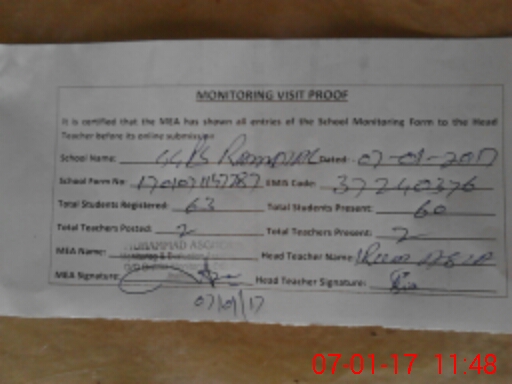 MONITORING VISIT PROOF
It is certified that the MEA has shown all entries of the School Monitoring Form to the Head
Teacher before its online submission
School Name: GGPS Dated: 07-01-2017
School Form No: EMIS Code: 37240376
Total Students Registered: 63 Total Students Present: 60
Total Teachers Posted: 2 Total Teachers Present: 2
MEA Name: MUHAMMAD Head Teacher Name:
MEA Signature: Head Teacher Signature:
07/01/17
07-01-17 11:48